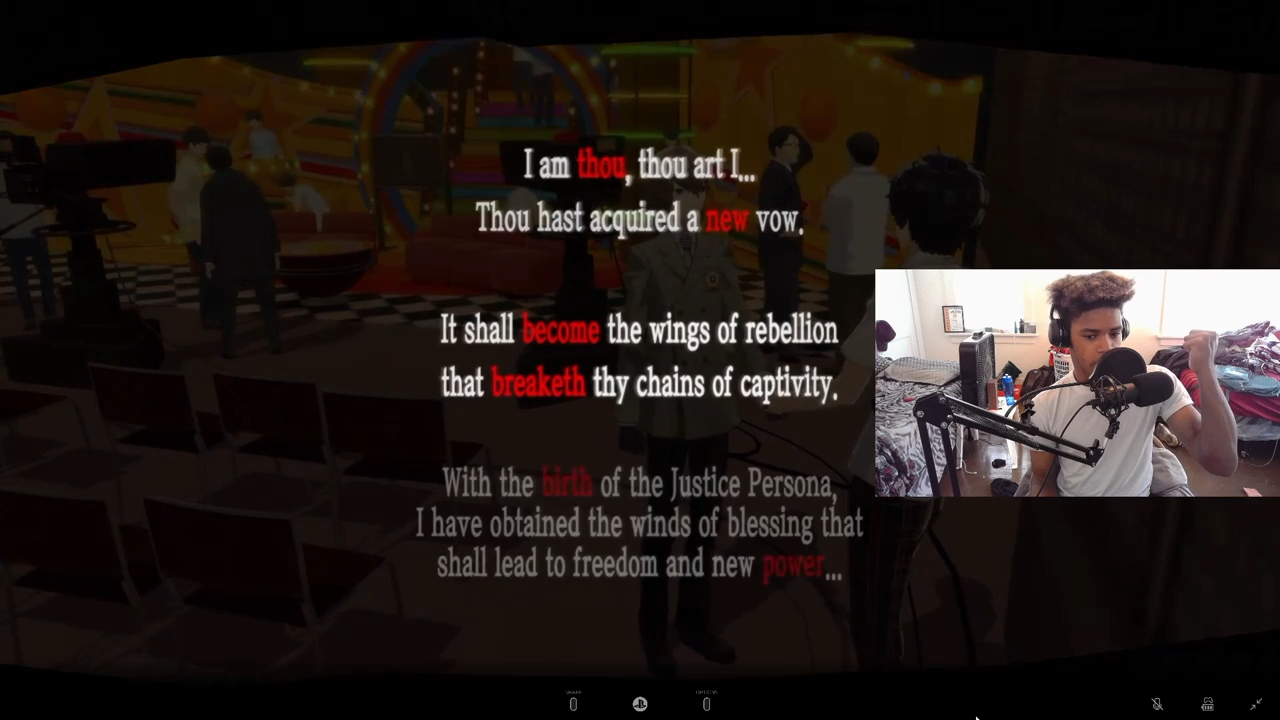 I am thou, thou art I...
Thou hast acquired a new vow.
It shall become the wings of rebellion
that breaketh thy chains of captivity.
With the birth of the Justice Persona,
I have obtained the winds of blessing that
shall lead to freedom and new power...
SHARE
OPTIONS